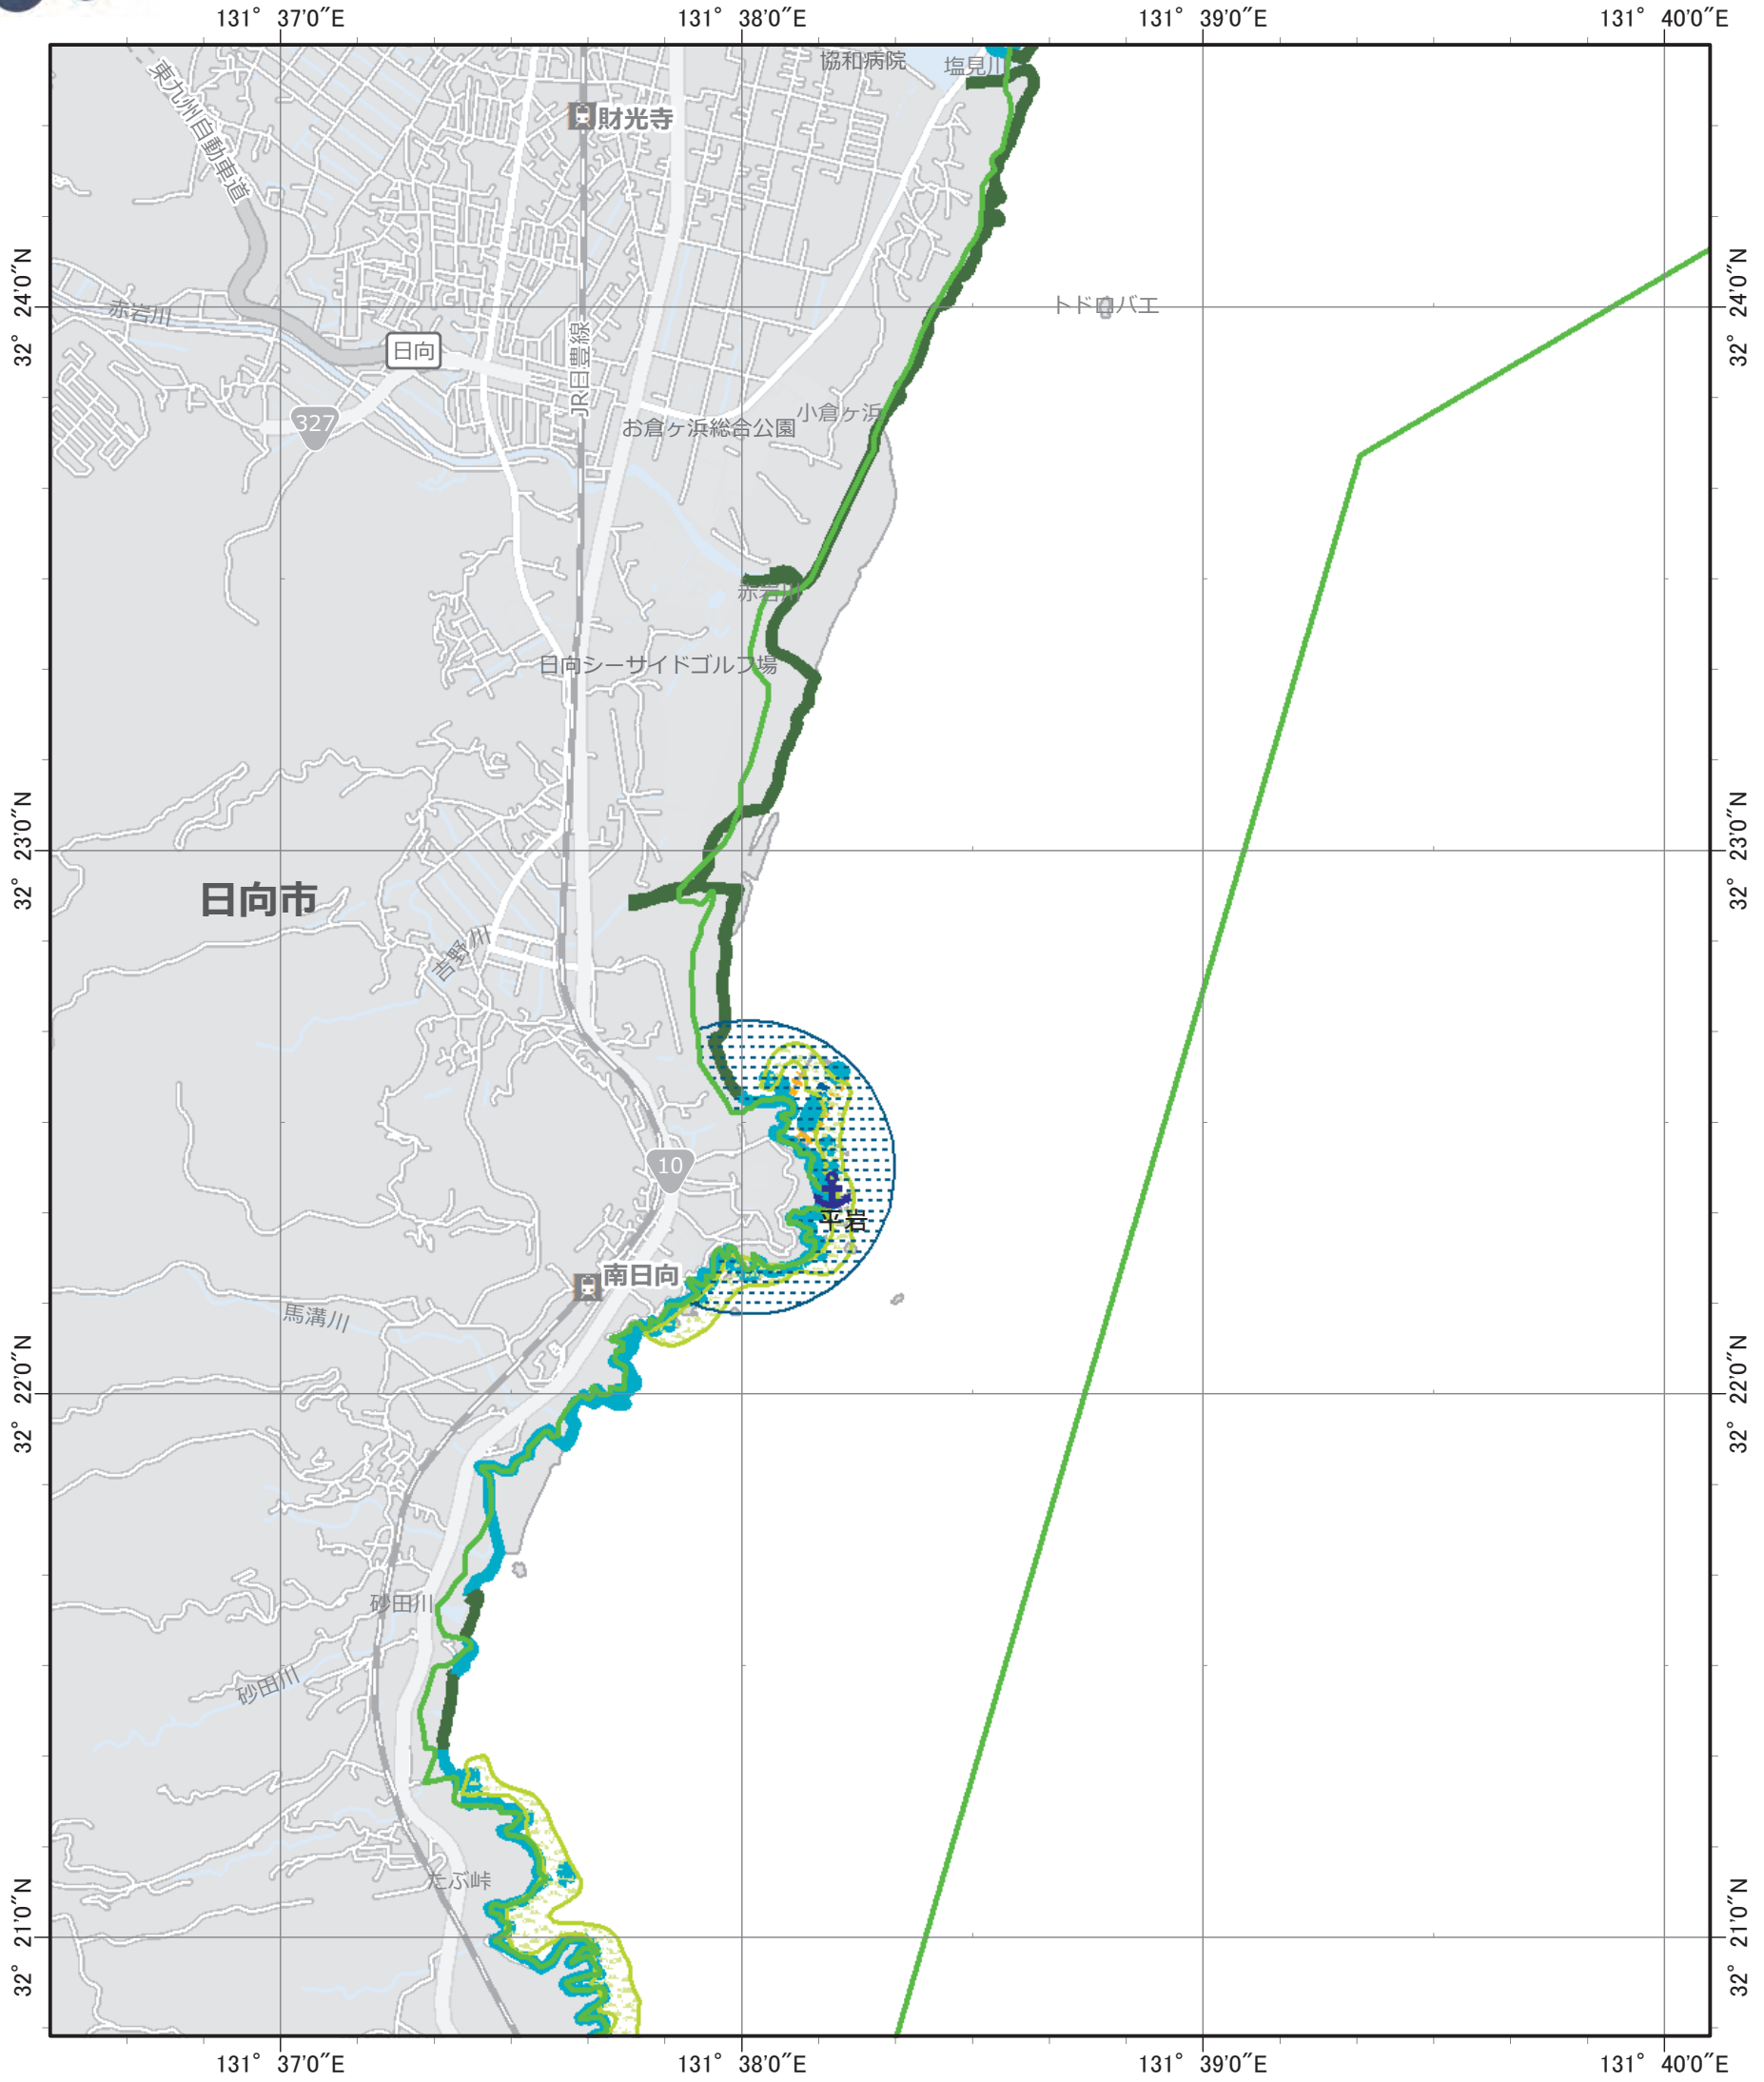 131° 37'0"E
131° 38'0"E
131° 39'0"E
131° 40'0"E
協和病院
塩見川
東九州自動車道
財光寺
32° 24'0"N
32° 24'0"N
トドロバエ
赤岩川
日向
JR日豊線
327
小倉ヶ浜
お倉ヶ浜総合公園
赤岩川
日向シーサイドゴルフ場
32° 23'0"N
32° 23'0"N
日向市
吉野川
10
平岩
南日向
馬溝川
32° 22'0"N
32° 22'0"N
砂田川
砂田川
たぶ峠
32° 21'0"N
32° 21'0"N
131° 37'0"E
131° 38'0"E
131° 39'0"E
131° 40'0"E